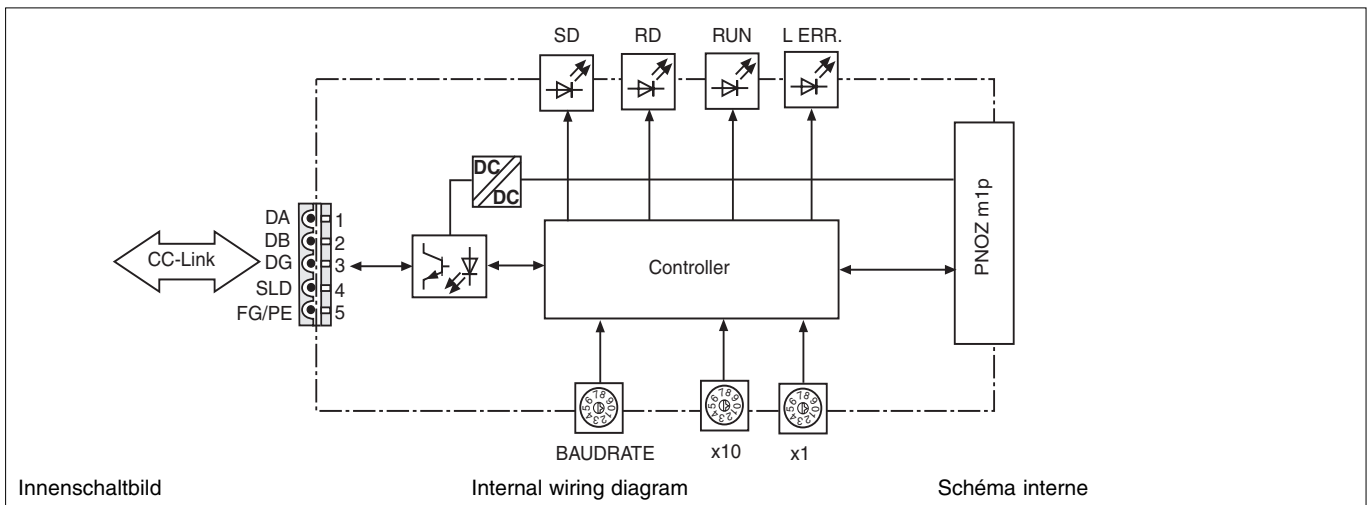 SD RD RUN L ERR.
DC
DC
DA 1
DB 2
DG 3
SLD 4
FG/PE 5
CC-Link
Controller
PNOZ m1p
BAUDRATE x10 x1
Innenschaltbild Internal wiring diagram Schéma interne